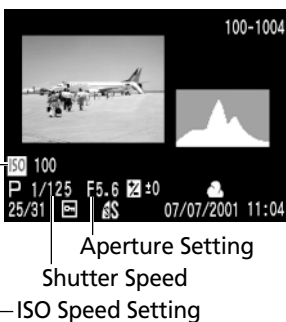 100-1004
ISO 100
P 1/125 F5.6 ±0
25/31 S 07/07/2001 11:04
Aperture Setting
Shutter Speed
ISO Speed Setting